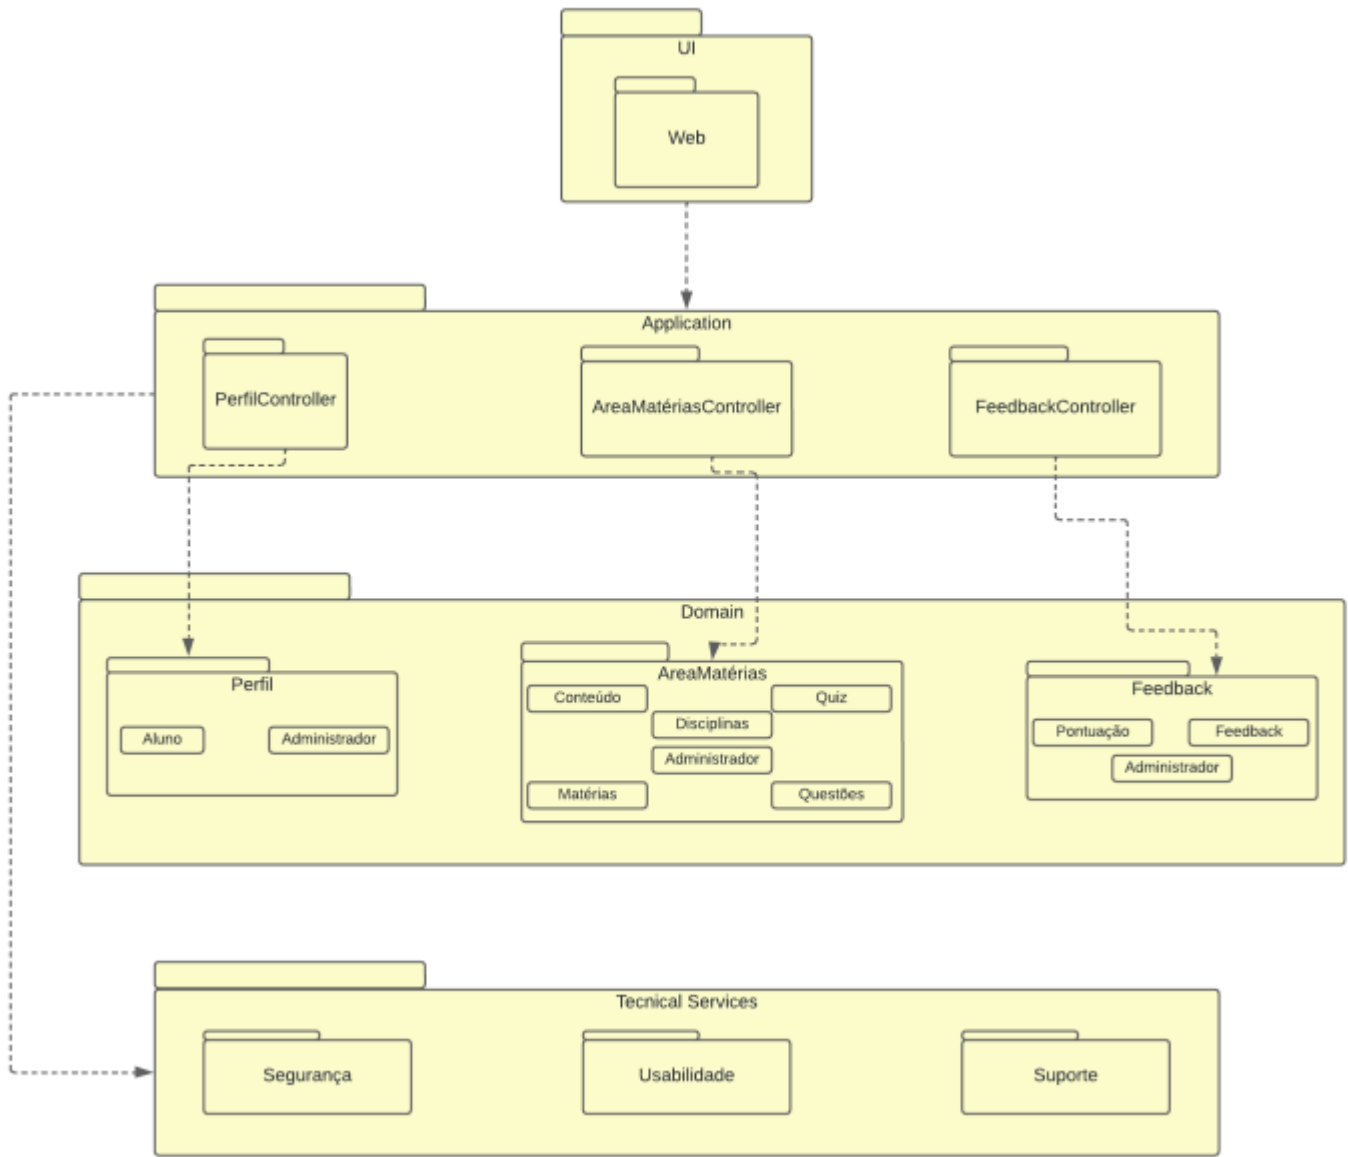 UI
Web
Application
PerfilController
AreaMatériasController
FeedbackController
Domain
Perfil
Aluno
Administrador
AreaMatérias
Conteúdo
Quiz
Disciplinas
Administrador
Matérias
Questões
Feedback
Pontuação
Feedback
Administrador
Tecnical Services
Segurança
Usabilidade
Suporte